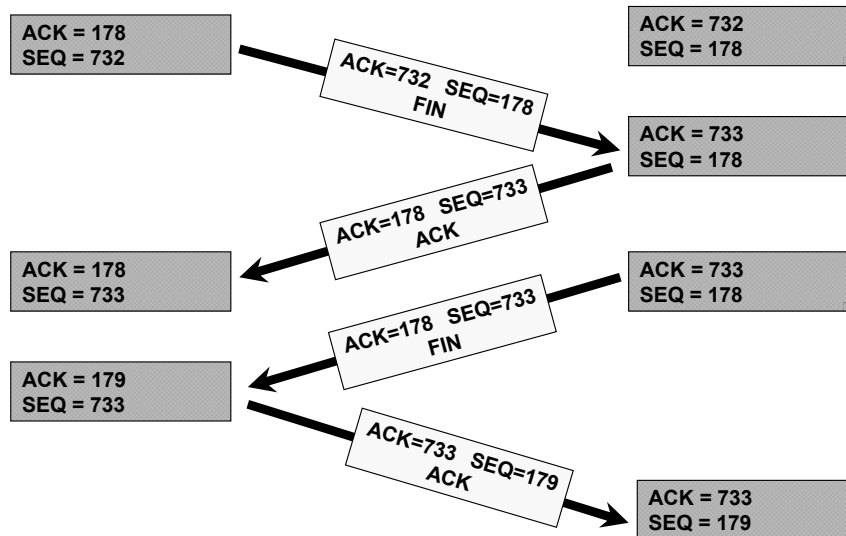 ACK = 178
SEQ = 732
ACK = 732
SEQ = 178
ACK=732 SEQ=178
FIN
ACK = 733
SEQ = 178
ACK=178 SEQ=733
ACK
ACK = 178
SEQ = 733
ACK = 733
SEQ = 178
ACK=178 SEQ=733
FIN
ACK = 179
SEQ = 733
ACK=733 SEQ=179
ACK
ACK = 733
SEQ = 179